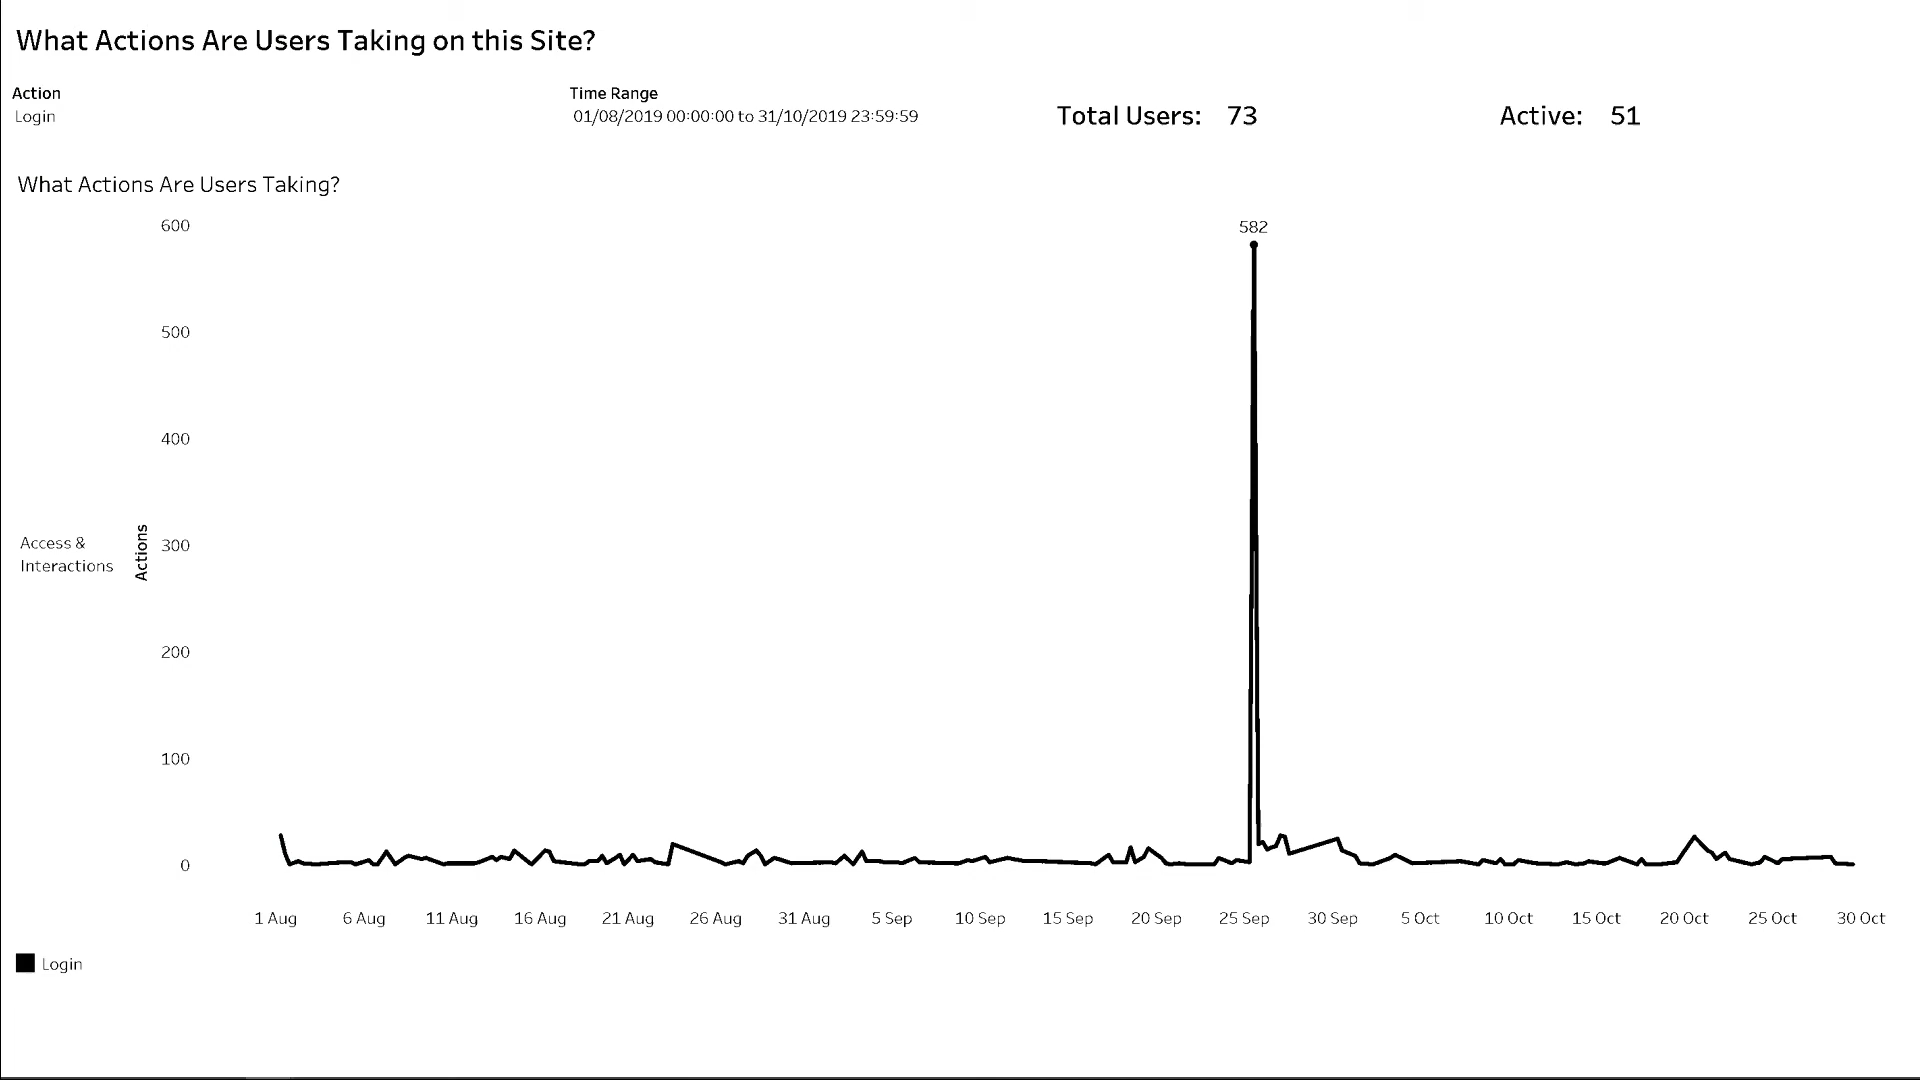 What Actions Are Users Taking on this Site?
Action
Login
Time Range
01/08/2019 00:00:00 to 31/10/2019 23:59:59
Total Users: 73
Active: 51
What Actions Are Users Taking?
600
582
500
400
300
200
100
0
Access &
Interactions
Actions
1 Aug 6 Aug 11 Aug 16 Aug 21 Aug 26 Aug 31 Aug 5 Sep 10 Sep 15 Sep 20 Sep 25 Sep 30 Sep 5 Oct 10 Oct 15 Oct 20 Oct 25 Oct 30 Oct
Login